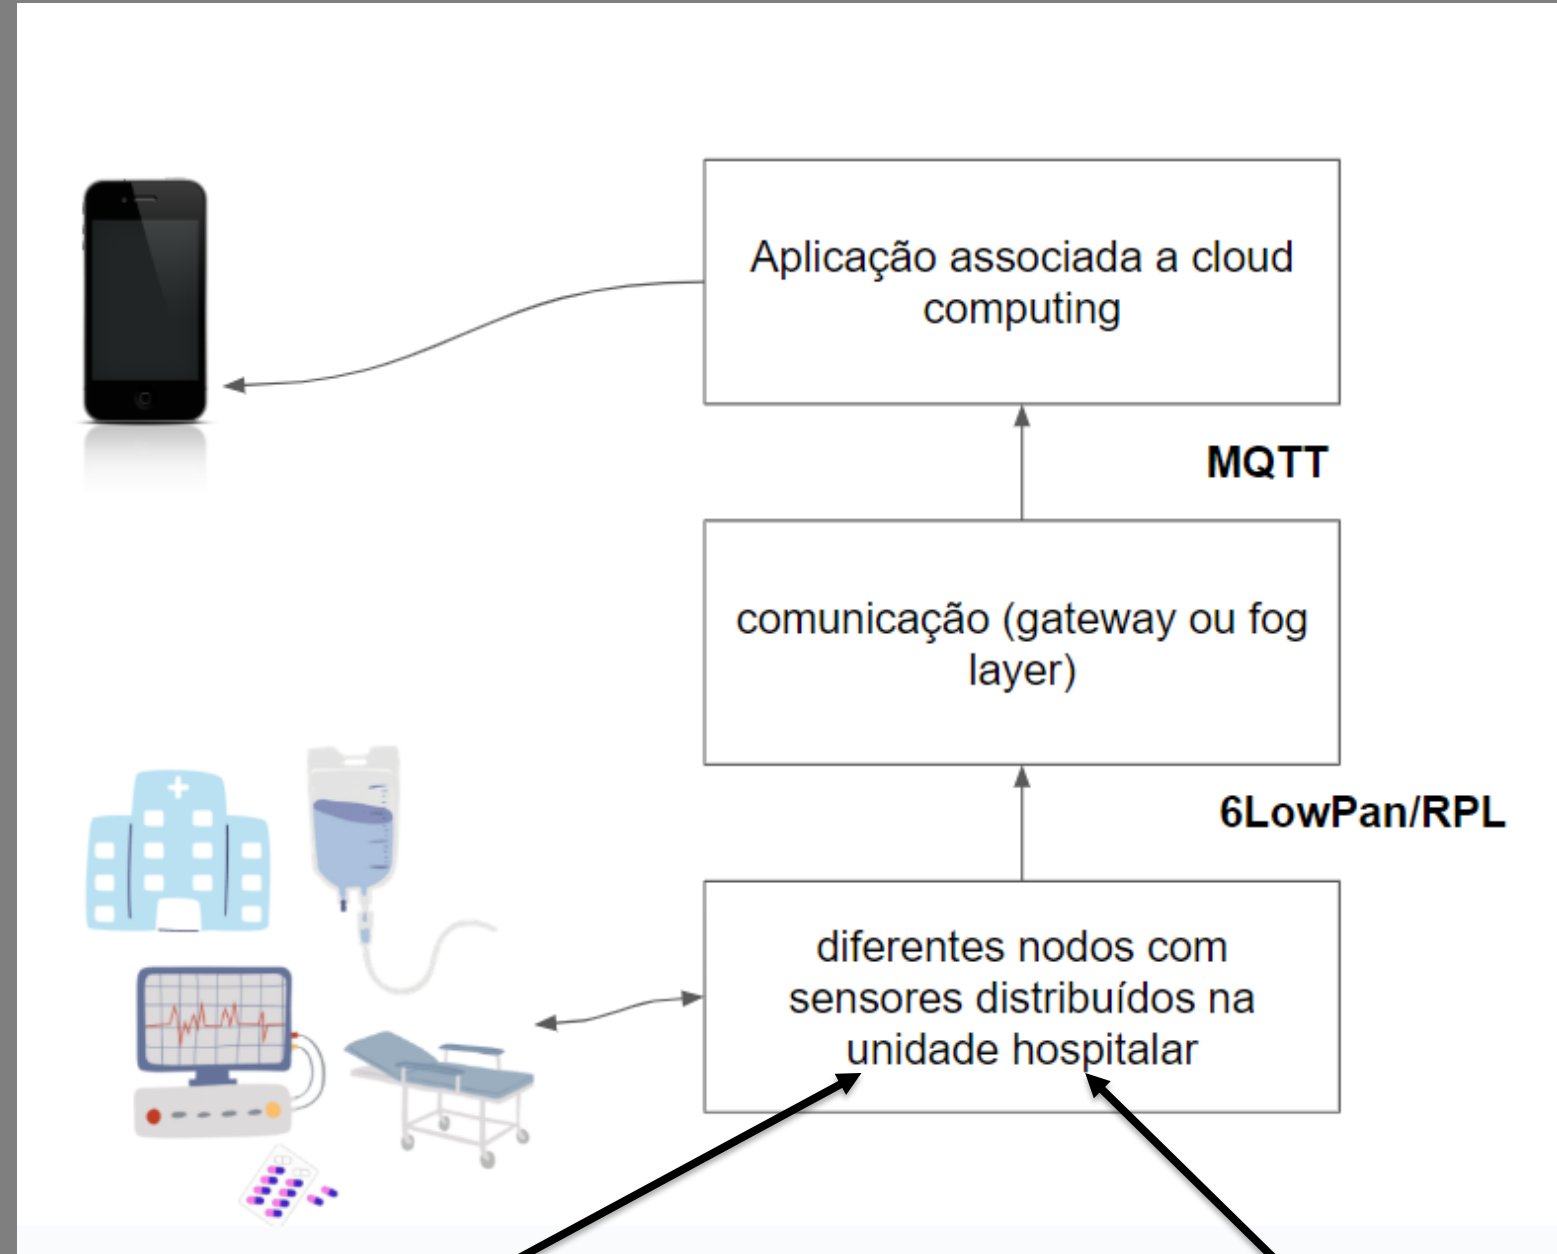 Aplicação associada a cloud
computing
MQTT
comunicação (gateway ou fog
layer)
6LowPan/RPL
diferentes nodos com
sensores distribuídos na
unidade hospitalar